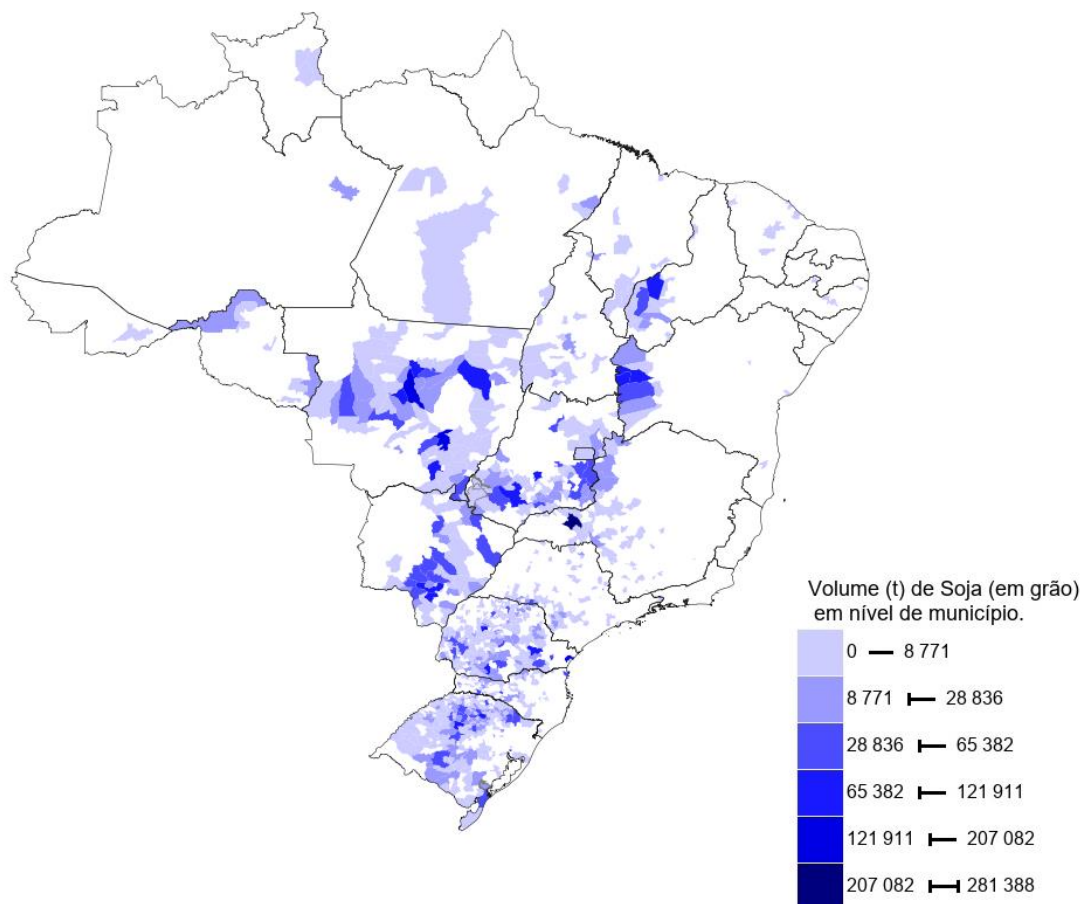 Volume (t) de Soja (em grão)
em nível de município.
0 — 8 771
8 771 ⊢ 28 836
28 836 ⊢ 65 382
65 382 ⊢ 121 911
121 911 ⊢ 207 082
207 082 ⊢⊣ 281 388